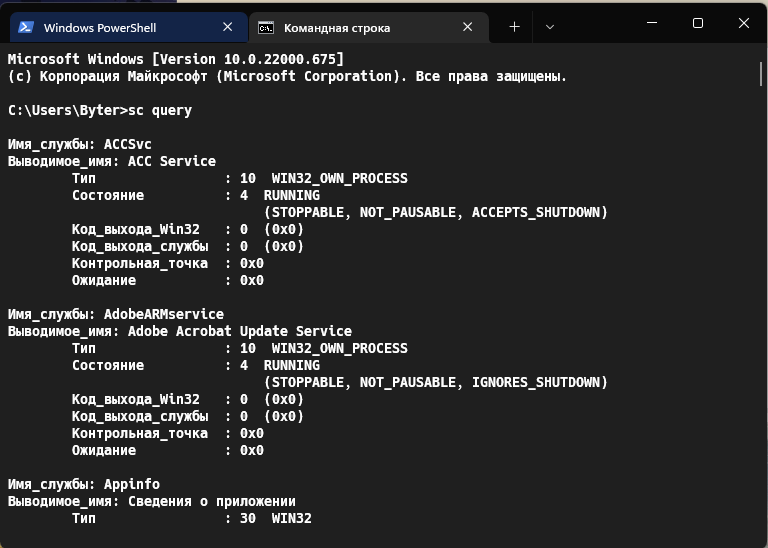 Windows PowerShell
Командная строка
Microsoft Windows [Version 10.0.22000.675]
(c) Корпорация Майкрософт (Microsoft Corporation). Все права защищены.
C:\Users\Byter>sc query
Имя_службы: ACCSvc
Выводимое_имя: ACC Service
Тип : 10 WIN32_OWN_PROCESS
Состояние : 4 RUNNING
(STOPPABLE, NOT_PAUSABLE, ACCEPTS_SHUTDOWN)
Код_выхода_Win32 : 0 (0x0)
Код_выхода_службы : 0 (0x0)
Контрольная_точка : 0x0
Ожидание : 0x0
Имя_службы: AdobeARMservice
Выводимое_имя: Adobe Acrobat Update Service
Тип : 10 WIN32_OWN_PROCESS
Состояние : 4 RUNNING
(STOPPABLE, NOT_PAUSABLE, IGNORES_SHUTDOWN)
Код_выхода_Win32 : 0 (0x0)
Код_выхода_службы : 0 (0x0)
Контрольная_точка : 0x0
Ожидание : 0x0
Имя_службы: Appinfo
Выводимое_имя: Сведения о приложении
Тип : 30 WIN32